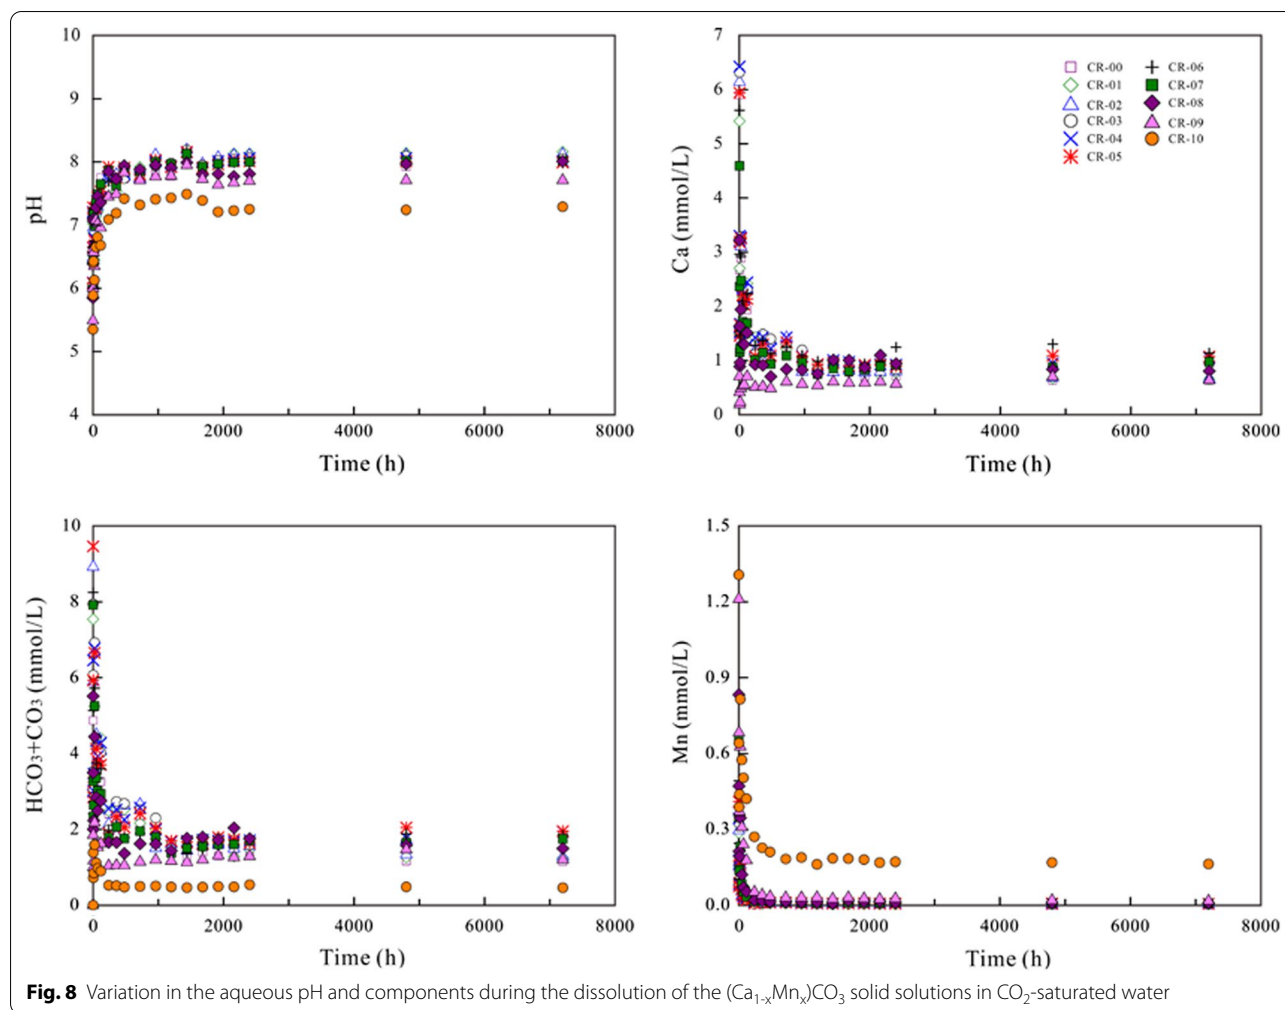 10
9
8
7
6
5
4
pH
0
2000
4000
6000
8000
Time (h)
7
6
5
4
3
2
1
0
Ca (mmol/L)
CR-00
CR-01
CR-02
CR-03
CR-04
CR-05
CR-06
CR-07
CR-08
CR-09
CR-10
0
2000
4000
6000
8000
Time (h)
10
8
6
4
2
0
HCO₃+CO₃ (mmol/L)
0
2000
4000
6000
8000
Time (h)
1.5
1.2
0.9
0.6
0.3
0.0
Mn (mmol/L)
0
2000
4000
6000
8000
Time (h)
Fig. 8 Variation in the aqueous pH and components during the dissolution of the (Ca₁₋ₓMnₓ)CO₃ solid solutions in CO₂-saturated water